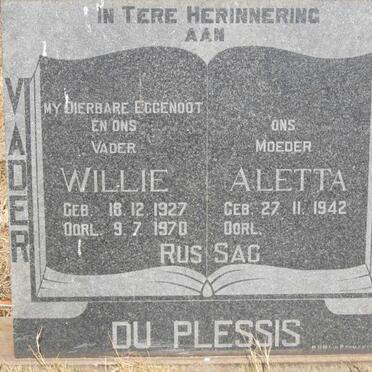 IN TERE HERINNERING
AAN
VADER
MY DIERBARE EGGENOOT
EN ONS
VADER
WILLIE
GEB. 18. 12. 1927
OORL. 9. 7. 1970
ONS
MOEDER
ALETTA
GEB. 27. 11. 1942
OORL.
RUS SAG
DU PLESSIS